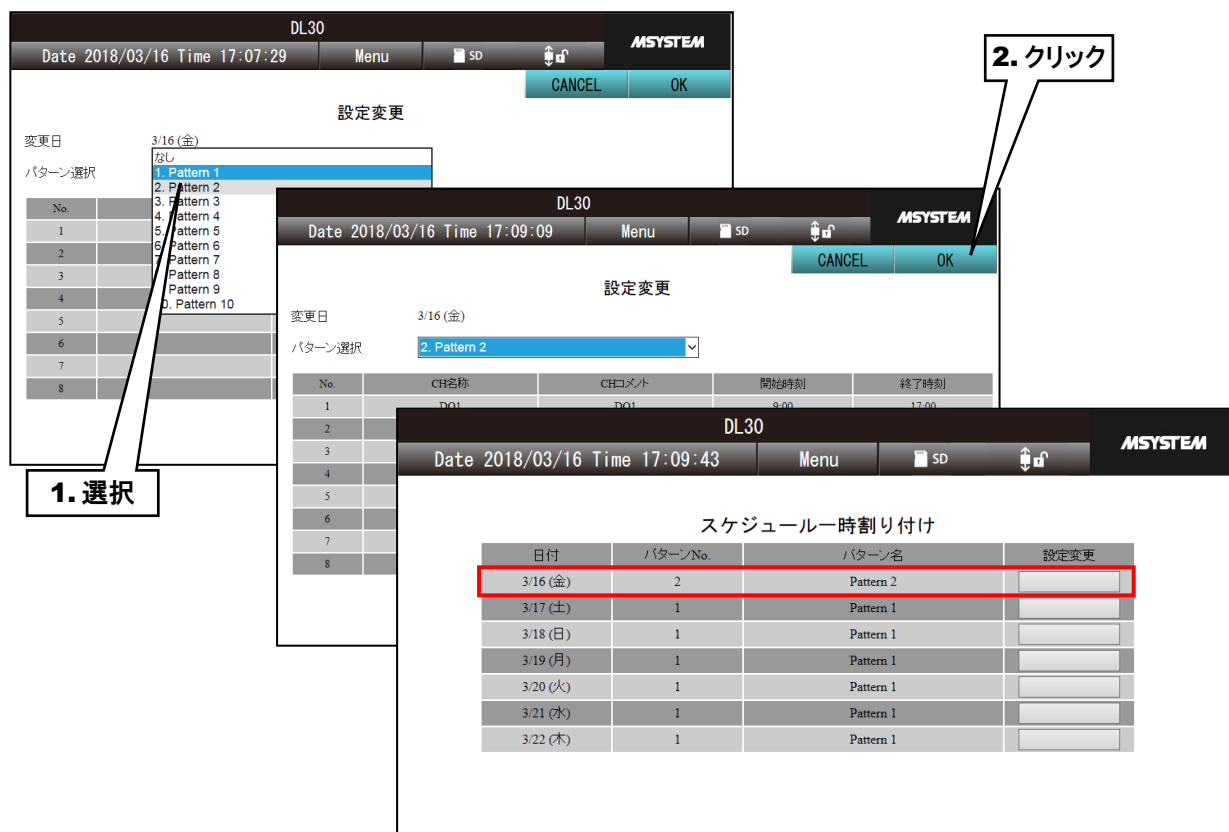 DL30
MSYSTEM
Date 2018/03/16 Time 17:07:29 Menu SD
CANCEL OK
設定変更
変更日 3/16 (金)
パターン選択
なし
1. Pattern 1
2. Pattern 2
3. Pattern 3
4. Pattern 4
5. Pattern 5
6. Pattern 6
7. Pattern 7
Pattern 8
Pattern 9
0. Pattern 10
No.
1
2
3
4
5
6
7
8
1. 選択
2. クリック
DL30
MSYSTEM
Date 2018/03/16 Time 17:09:09 Menu SD
CANCEL OK
設定変更
変更日 3/16 (金)
パターン選択 2. Pattern 2
No. CH名称 CHコメント 開始時刻 終了時刻
1 DO1 DO1 9:00 17:00
2
3
4
5
6
7
8
DL30
MSYSTEM
Date 2018/03/16 Time 17:09:43 Menu SD
スケジュール一時割り付け
日付 パターンNo. パターン名 設定変更
3/16 (金) 2 Pattern 2
3/17 (土) 1 Pattern 1
3/18 (日) 1 Pattern 1
3/19 (月) 1 Pattern 1
3/20 (火) 1 Pattern 1
3/21 (水) 1 Pattern 1
3/22 (木) 1 Pattern 1